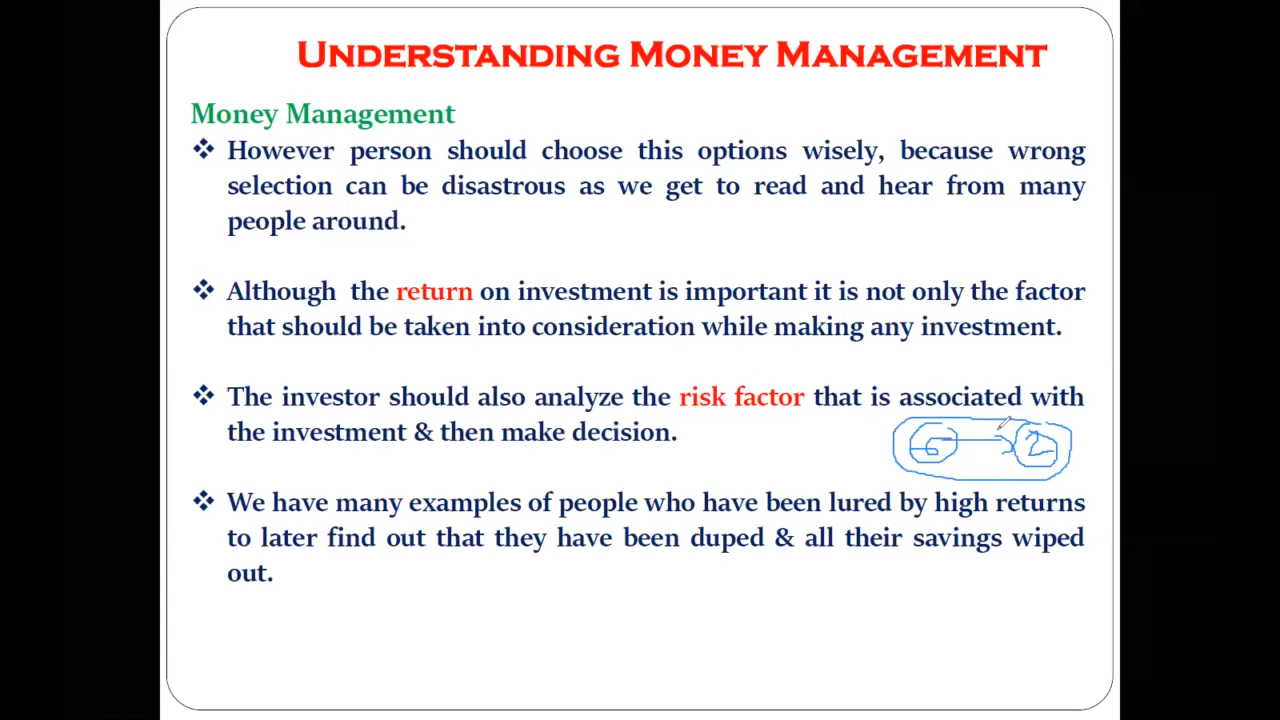 UNDERSTANDING MONEY MANAGEMENT
Money Management
❖ However person should choose this options wisely, because wrong
selection can be disastrous as we get to read and hear from many
people around.
❖ Although the return on investment is important it is not only the factor
that should be taken into consideration while making any investment.
❖ The investor should also analyze the risk factor that is associated with
the investment & then make decision.
❖ We have many examples of people who have been lured by high returns
to later find out that they have been duped & all their savings wiped
out.